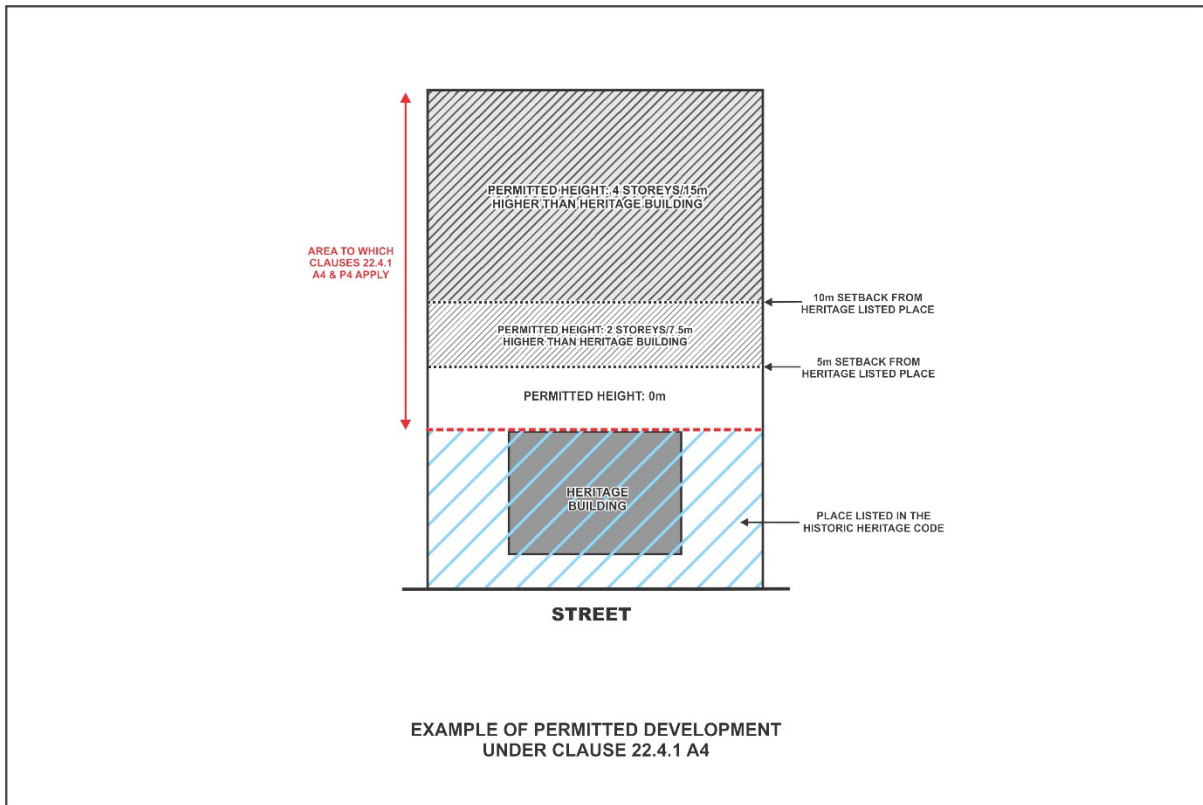 PERMITTED HEIGHT: 4 STOREYS/15m
HIGHER THAN HERITAGE BUILDING
AREA TO WHICH
CLAUSES 22.4.1
A4 & P4 APPLY
10m SETBACK FROM
HERITAGE LISTED PLACE
PERMITTED HEIGHT: 2 STOREYS/7.5m
HIGHER THAN HERITAGE BUILDING
5m SETBACK FROM
HERITAGE LISTED PLACE
PERMITTED HEIGHT: 0m
HERITAGE
BUILDING
PLACE LISTED IN THE
HISTORIC HERITAGE CODE
STREET
EXAMPLE OF PERMITTED DEVELOPMENT
UNDER CLAUSE 22.4.1 A4